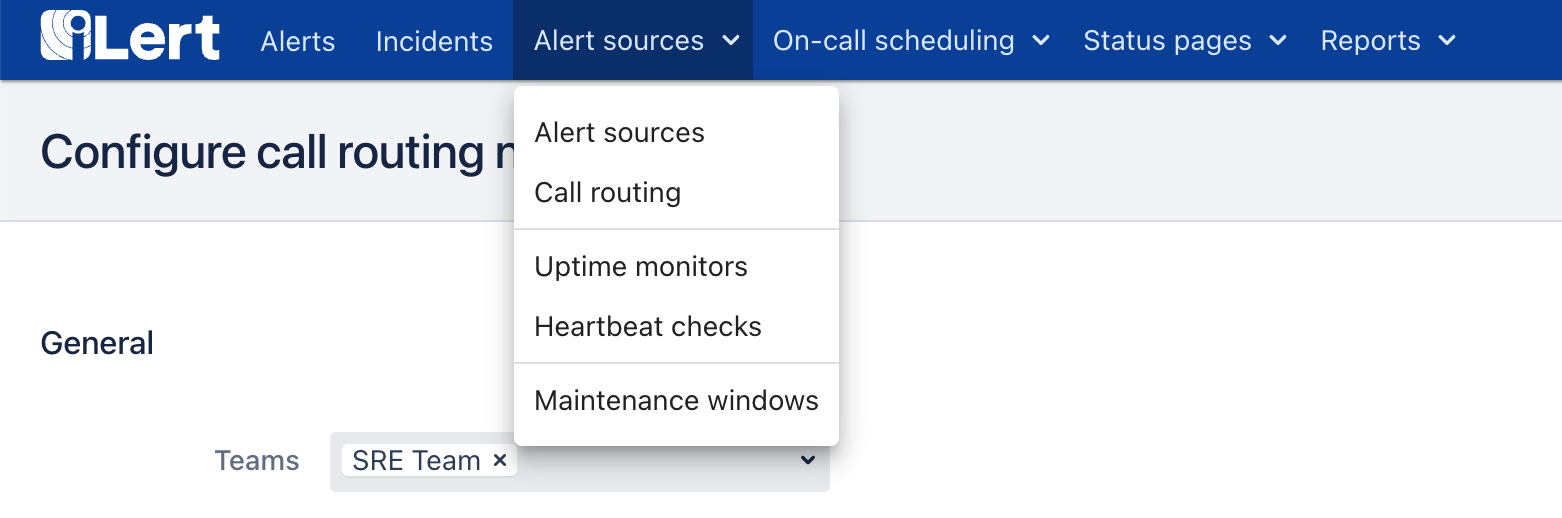 iLert Alerts Incidents Alert sources On-call scheduling Status pages Reports
Configure call routing
Alert sources
Call routing
Uptime monitors
Heartbeat checks
Maintenance windows
General
Teams SRE Team ×